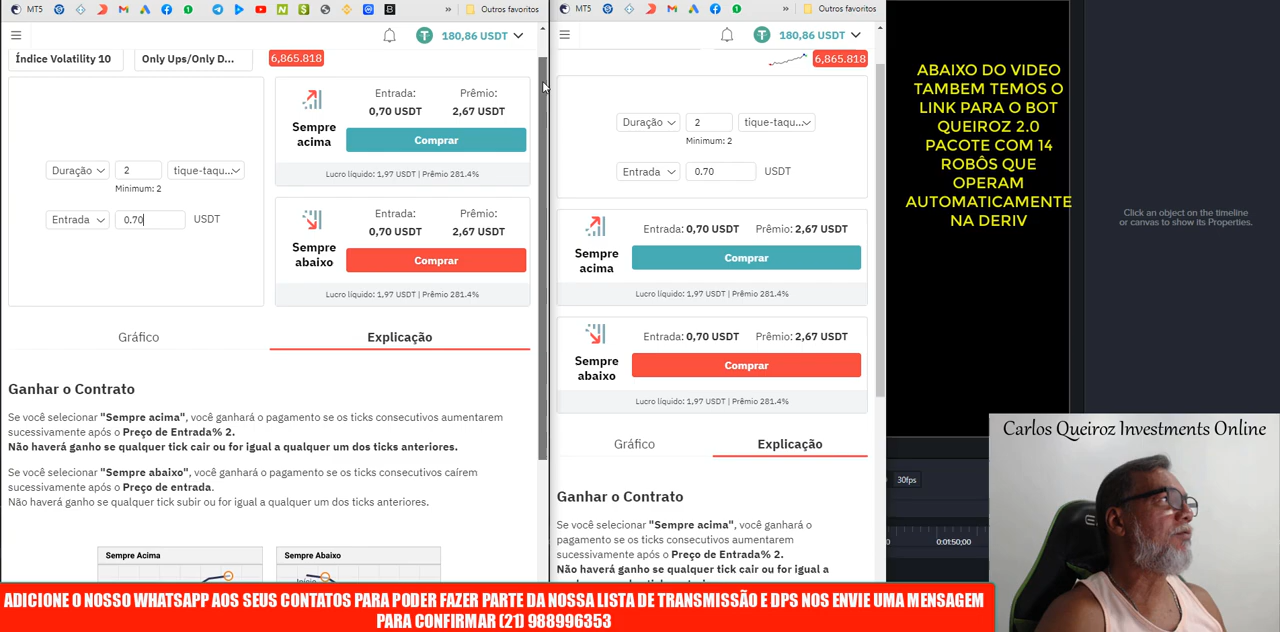 MT5
»
Outros favoritos
180,86 USDT
Índice Volatility 10
Only Ups/Only D...
6,865.818
Duração
2
tique-taqu...
Minimum: 2
Entrada
0.70
USDT
Entrada:
Prêmio:
0,70 USDT
2,67 USDT
Sempre
acima
Comprar
Lucro líquido: 1,97 USDT | Prêmio 281.4%
Entrada:
Prêmio:
0,70 USDT
2,67 USDT
Sempre
abaixo
Comprar
Lucro líquido: 1,97 USDT | Prêmio 281.4%
Gráfico
Explicação
Ganhar o Contrato
Se você selecionar "Sempre acima", você ganhará o pagamento se os ticks consecutivos aumentarem
sucessivamente após o Preço de Entrada% 2.
Não haverá ganho se qualquer tick cair ou for igual a qualquer um dos ticks anteriores.
Se você selecionar "Sempre abaixo", você ganhará o pagamento se os ticks consecutivos caírem
sucessivamente após o Preço de entrada.
Não haverá ganho se qualquer tick subir ou for igual a qualquer um dos ticks anteriores.
Sempre Acima
Sempre Abaixo
Início
MT5
»
Outros favoritos
180,86 USDT
6,865.818
Duração
2
tique-taqu...
Minimum: 2
Entrada
0.70
USDT
Entrada: 0,70 USDT
Prêmio: 2,67 USDT
Sempre
acima
Comprar
Lucro líquido: 1,97 USDT | Prêmio 281.4%
Entrada: 0,70 USDT
Prêmio: 2,67 USDT
Sempre
abaixo
Comprar
Lucro líquido: 1,97 USDT | Prêmio 281.4%
Gráfico
Explicação
Ganhar o Contrato
Se você selecionar "Sempre acima", você ganhará o
pagamento se os ticks consecutivos aumentarem
sucessivamente após o Preço de Entrada% 2.
Não haverá ganho se qualquer tick cair ou for igual a
ABAIXO DO VIDEO
TAMBEM TEMOS O
LINK PARA O BOT
QUEIROZ 2.0
PACOTE COM 14
ROBÔS QUE
OPERAM
AUTOMATICAMENTE
NA DERIV
Click an object on the timeline
or canvas to show its Properties.
Carlos Queiroz Investments Online
30fps
0:01:50;00
ADICIONE O NOSSO WHATSAPP AOS SEUS CONTATOS PARA PODER FAZER PARTE DA NOSSA LISTA DE TRANSMISSÃO E DPS NOS ENVIE UMA MENSAGEM
PARA CONFIRMAR (21) 988996353